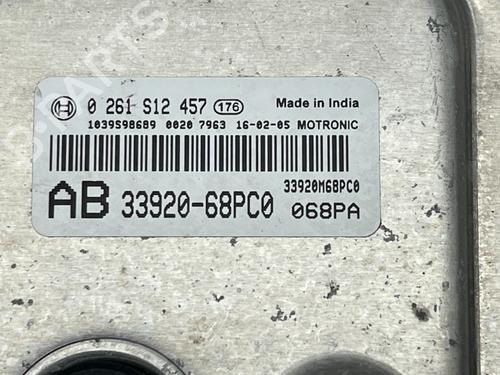 0 261 S12 457 176 Made in India
1039S98689 0020 7963 16-02-05 MOTRONIC
33920M68PC0
AB 33920-68PC0 068PA